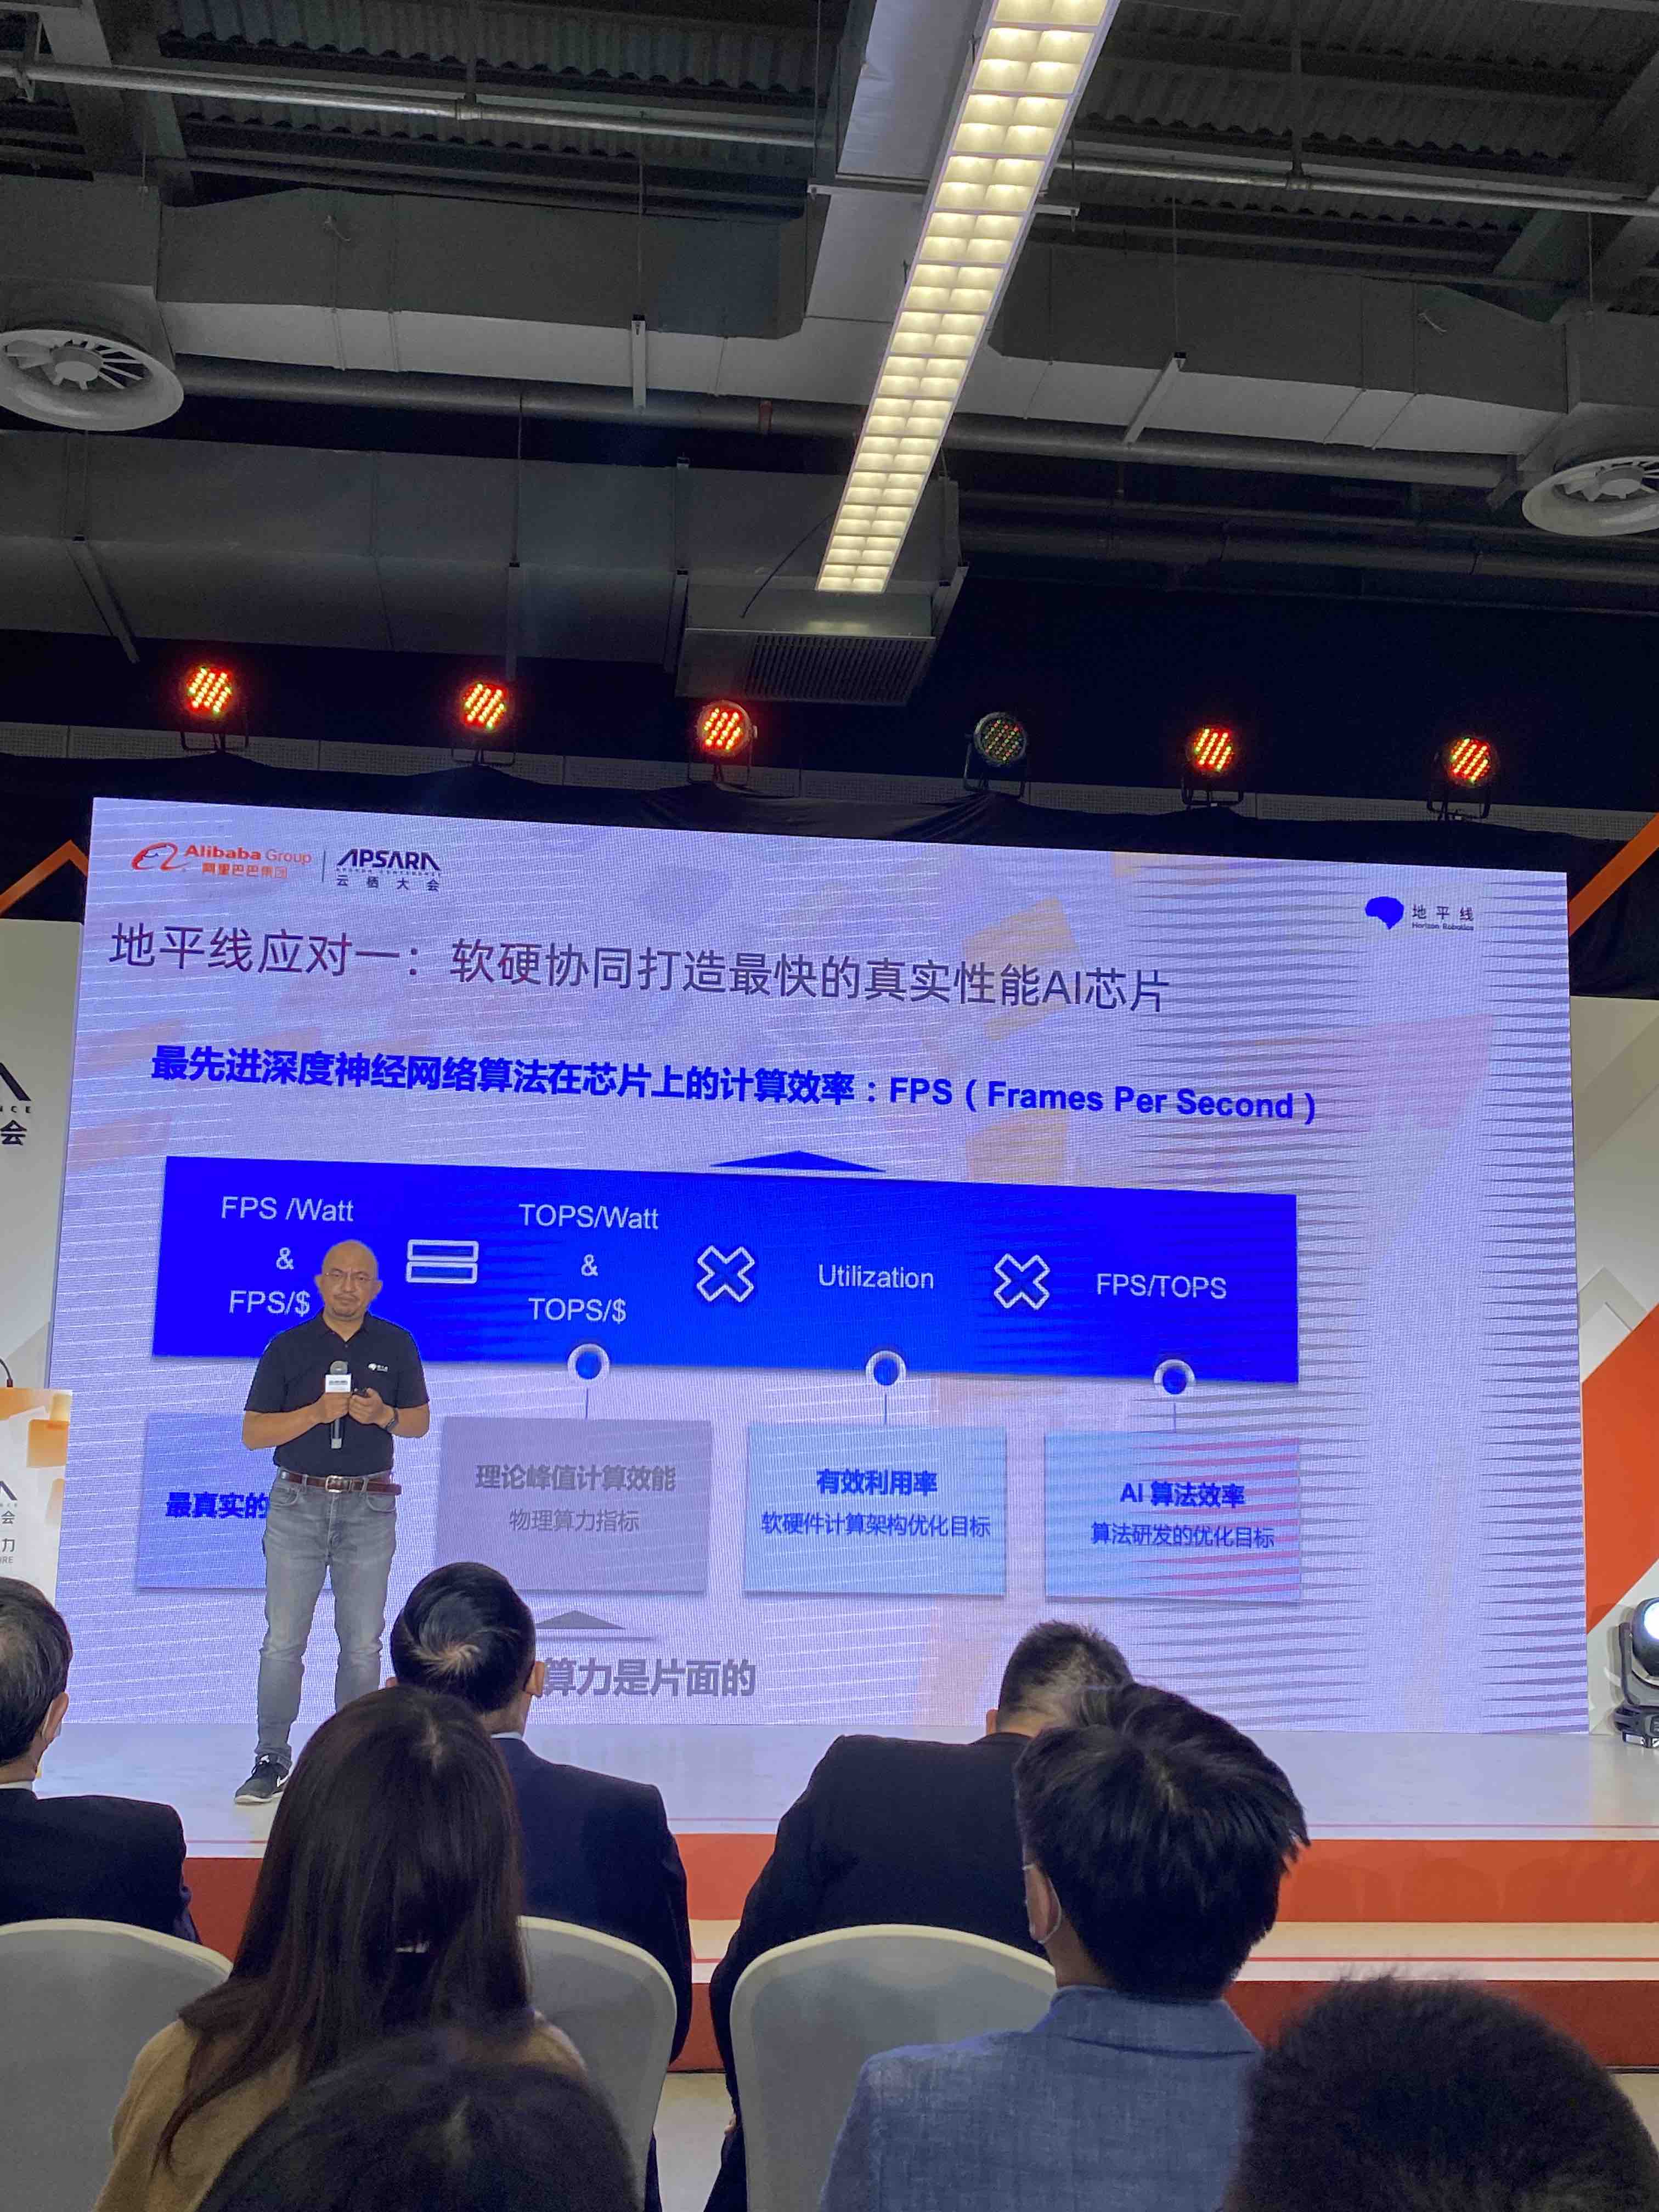 Alibaba Group
阿里巴巴集团
APSARA
APSARA CONFERENCE
云栖大会
地平线
Horizon Robotics
地平线应对一：软硬协同打造最快的真实性能AI芯片
最先进深度神经网络算法在芯片上的计算效率：FPS（Frames Per Second）
FPS /Watt
&
FPS/$
TOPS/Watt
&
TOPS/$
Utilization
FPS/TOPS
最真实的
理论峰值计算效能
物理算力指标
有效利用率
软硬件计算架构优化目标
AI 算法效率
算法研发的优化目标
算力是片面的
会
会
力